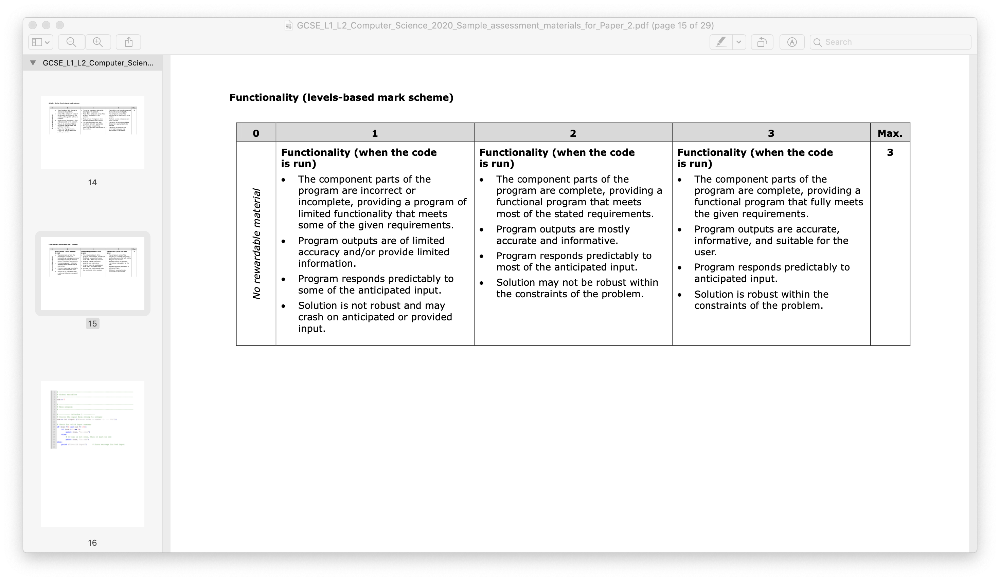 GCSE_L1_L2_Computer_Science_2020_Sample_assessment_materials_for_Paper_2.pdf (page 15 of 29)
Search
GCSE_L1_L2_Computer_Scien...
14
15
16
Functionality (levels-based mark scheme)
0
1
2
3
Max.
No rewardable material
Functionality (when the code
is run)
• The component parts of the
program are incorrect or
incomplete, providing a program of
limited functionality that meets
some of the given requirements.
• Program outputs are of limited
accuracy and/or provide limited
information.
• Program responds predictably to
some of the anticipated input.
• Solution is not robust and may
crash on anticipated or provided
input.
Functionality (when the code
is run)
• The component parts of the
program are complete, providing a
functional program that meets
most of the stated requirements.
• Program outputs are mostly
accurate and informative.
• Program responds predictably to
most of the anticipated input.
• Solution may not be robust within
the constraints of the problem.
Functionality (when the code
is run)
• The component parts of the
program are complete, providing a
functional program that fully meets
the given requirements.
• Program outputs are accurate,
informative, and suitable for the
user.
• Program responds predictably to
anticipated input.
• Solution is robust within the
constraints of the problem.
3